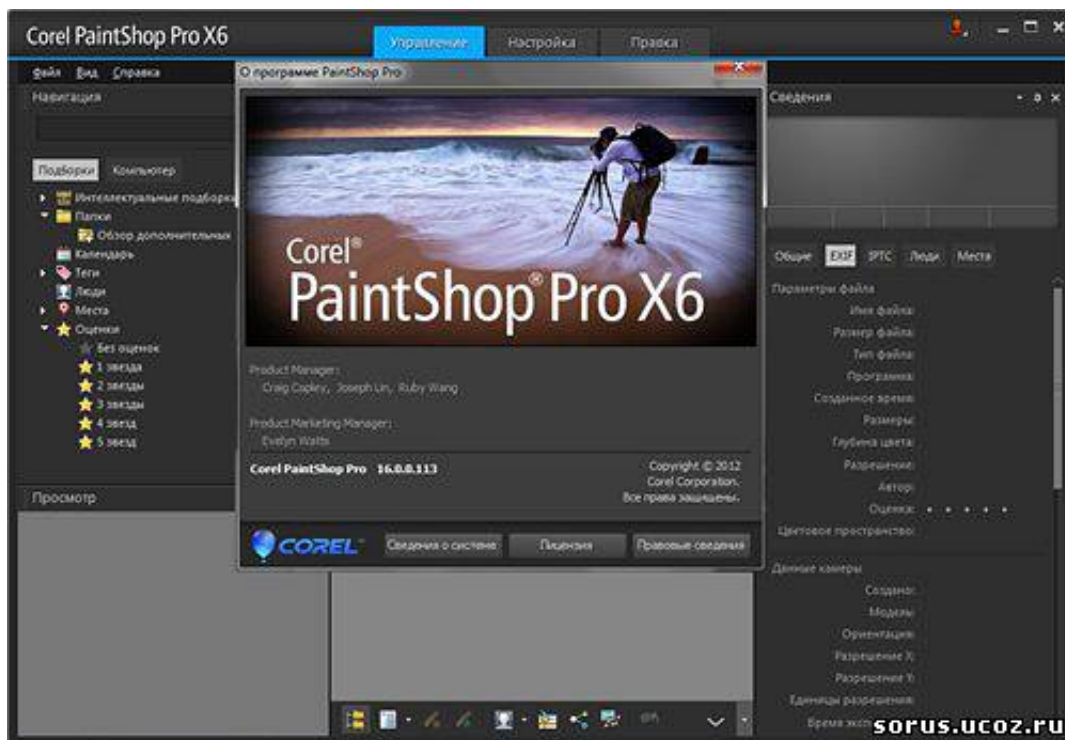 Corel PaintShop Pro X6
Управление
Настройка
Правка
Файл Вид Справка
Навигация
Подборки Компьютер
Интеллектуальные подборки
Папки
Обзор дополнительных
Календарь
Теги
Люди
Места
Оценки
Без оценок
1 звезда
2 звезды
3 звезды
4 звезд
5 звезд
Просмотр
О программе PaintShop Pro
Corel®
PaintShop® Pro X6
Product Manager:
Craig Copley, Joseph Lin, Ruby Wang
Product Marketing Manager:
Evelyn Watts
Corel PaintShop Pro 16.0.0.113
Copyright © 2012
Corel Corporation.
Все права защищены.
COREL™
Сведения о системе
Лицензия
Правовые сведения
Сведения
Общие EXIF IPTC Люди Места
Параметры файла
Имя файла:
Размер файла:
Тип файла:
Программа:
Созданное время:
Размеры:
Глубина цвета:
Разрешение:
Автор:
Оценка:
Цветовое пространство:
Данные камеры
Создано:
Модель:
Ориентация:
Разрешение X:
Разрешение Y:
Единицы разрешения:
Время
sorus.ucoz.ru